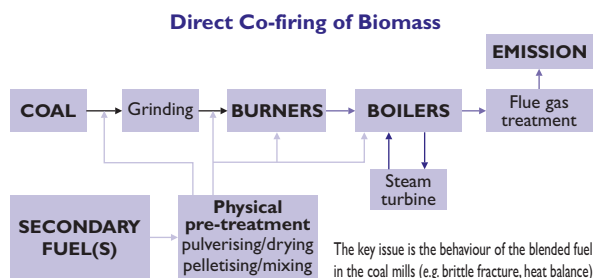 Direct Co-firing of Biomass
EMISSION
COAL
Grinding
BURNERS
BOILERS
Flue gas
treatment
Steam
turbine
SECONDARY
FUEL(S)
Physical
pre-treatment
pulverising/drying
pelletising/mixing
The key issue is the behaviour of the blended fuel
in the coal mills (e.g. brittle fracture, heat balance)